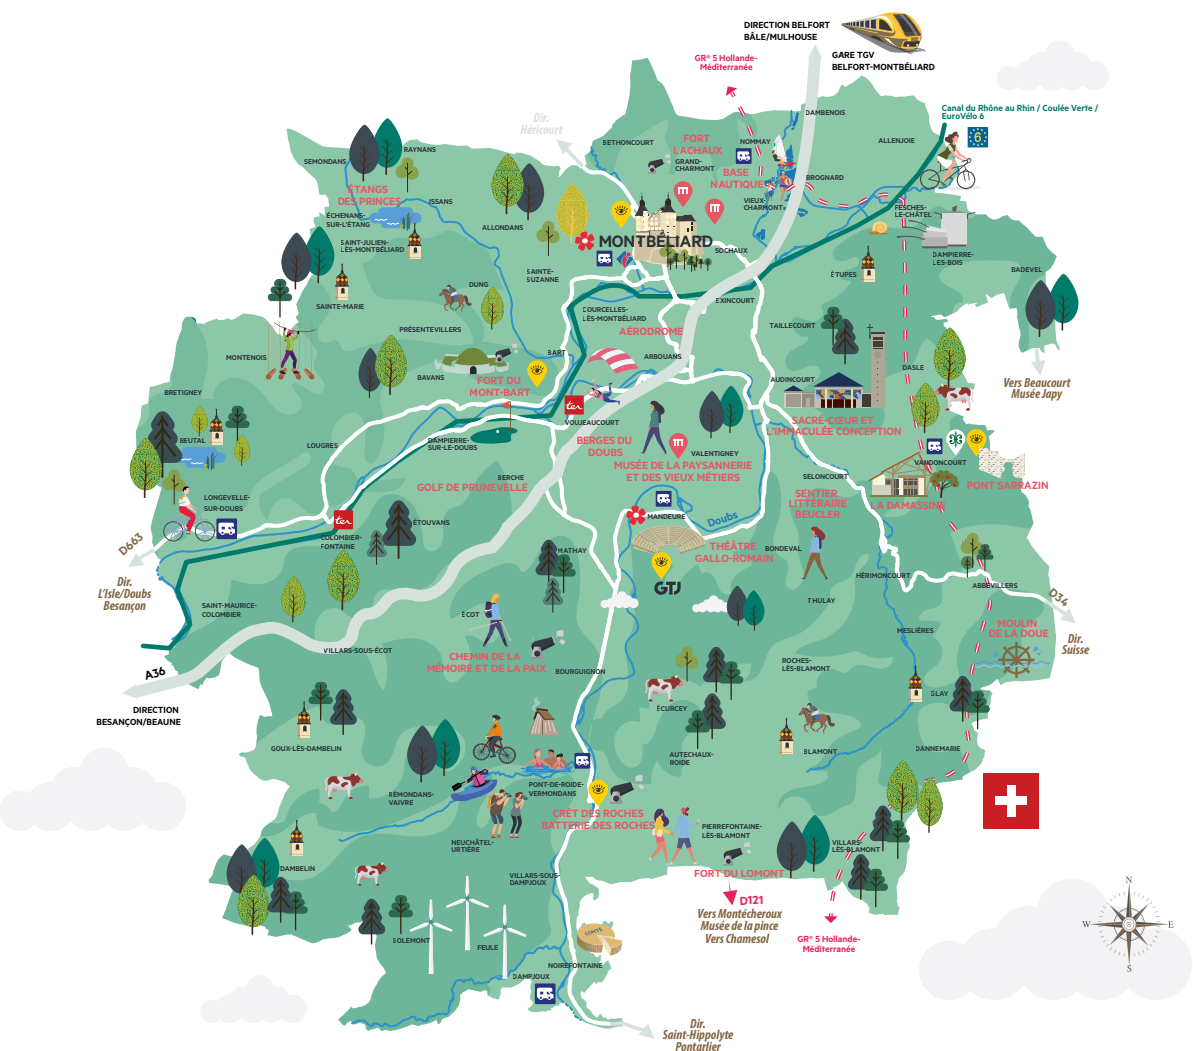 DIRECTION BELFORT
BÂLE/MULHOUSE
GARE TGV
BELFORT-MONTBÉLIARD
GR® 5 Hollande-
Méditerranée
Canal du Rhône au Rhin / Coulée Verte /
EuroVélo 6
6
Dir.
Héricourt
DAMBENOIS
ALLENJOIE
BETHONCOURT
FORT
LACHAUX
NOMMAY
GRAND-
CHARMONT
BASE
NAUTIQUE
BROGNARD
VIEUX-
CHARMONT
FESCHES-
LE-CHÂTEL
RAYNANS
SEMONDANS
ÉTANGS
DES PRINCES
ISSANS
ÉCHENANS-
SUR-L'ÉTANG
SAINT-JULIEN-
LÈS-MONTBÉLIARD
ALLONDANS
MONTBÉLIARD
SOCHAUX
DAMPIERRE-
LES-BOIS
BADEVEL
ÉTUPES
SAINTE-
SUZANNE
DUNG
SAINTE-MARIE
EXINCOURT
COURCELLES-
LÈS-MONTBÉLIARD
AÉRODROME
TAILLECOURT
PRÉSENTEVILLERS
MONTENOIS
BART
ARBOUANS
DASLE
BAVANS
FORT DU
MONT-BART
AUDINCOURT
Vers Beaucourt
Musée Japy
BRETIGNEY
ter
VOUJEAUCOURT
SACRÉ-CŒUR ET
L'IMMACULÉE CONCEPTION
BEUTAL
LOUGRES
DAMPIERRE-
SUR-LE-DOUBS
BERGES DU
DOUBS
VALENTIGNEY
MUSÉE DE LA PAYSANNERIE
ET DES VIEUX MÉTIERS
VANDONCOURT
SELONCOURT
BERCHE
GOLF DE PRUNEVELLE
PONT SARRAZIN
LONGEVELLE-
SUR-DOUBS
SENTIER
LITTÉRAIRE
BEUCLER
LA DAMASSINE
ter
ÉTOUVANS
MANDEURE
Doubs
COLOMBIER-
FONTAINE
D663
MATHAY
THÉÂTRE
GALLO-ROMAIN
BONDEVAL
Dir.
L'Isle/Doubs
Besançon
GTJ
HÉRIMONCOURT
ABBÉVILLERS
D34
SAINT-MAURICE-
COLOMBIER
ÉCOT
THULAY
MESLIÈRES
MOULIN
DE LA DOUE
Dir.
Suisse
VILLARS-SOUS-ÉCOT
CHEMIN DE LA
MÉMOIRE ET DE LA PAIX
BOURGUIGNON
ROCHES-
LÈS-BLAMONT
A36
DIRECTION
BESANÇON/BEAUNE
GLAY
ÉCURCEY
GOUX-LÈS-DAMBELIN
AUTECHAUX-
ROIDE
BLAMONT
DANNEMARIE
RÉMONDANS-
VAIVRE
PONT-DE-ROIDE-
VERMONDANS
CRÊT DES ROCHES
BATTERIE DES ROCHES
PIERREFONTAINE-
LÈS-BLAMONT
NEUCHÂTEL-
URTIÈRE
VILLARS-
LÈS-BLAMONT
DAMBELIN
VILLARS-SOUS-
DAMPJOUX
FORT DU LOMONT
D121
Vers Montécheroux
Musée de la pince
Vers Chamesol
GR® 5 Hollande-
Méditerranée
SOLEMONT
FEULE
COMTÉ
NOIREFONTAINE
DAMPJOUX
N
W
E
S
Dir.
Saint-Hippolyte
Pontarlier